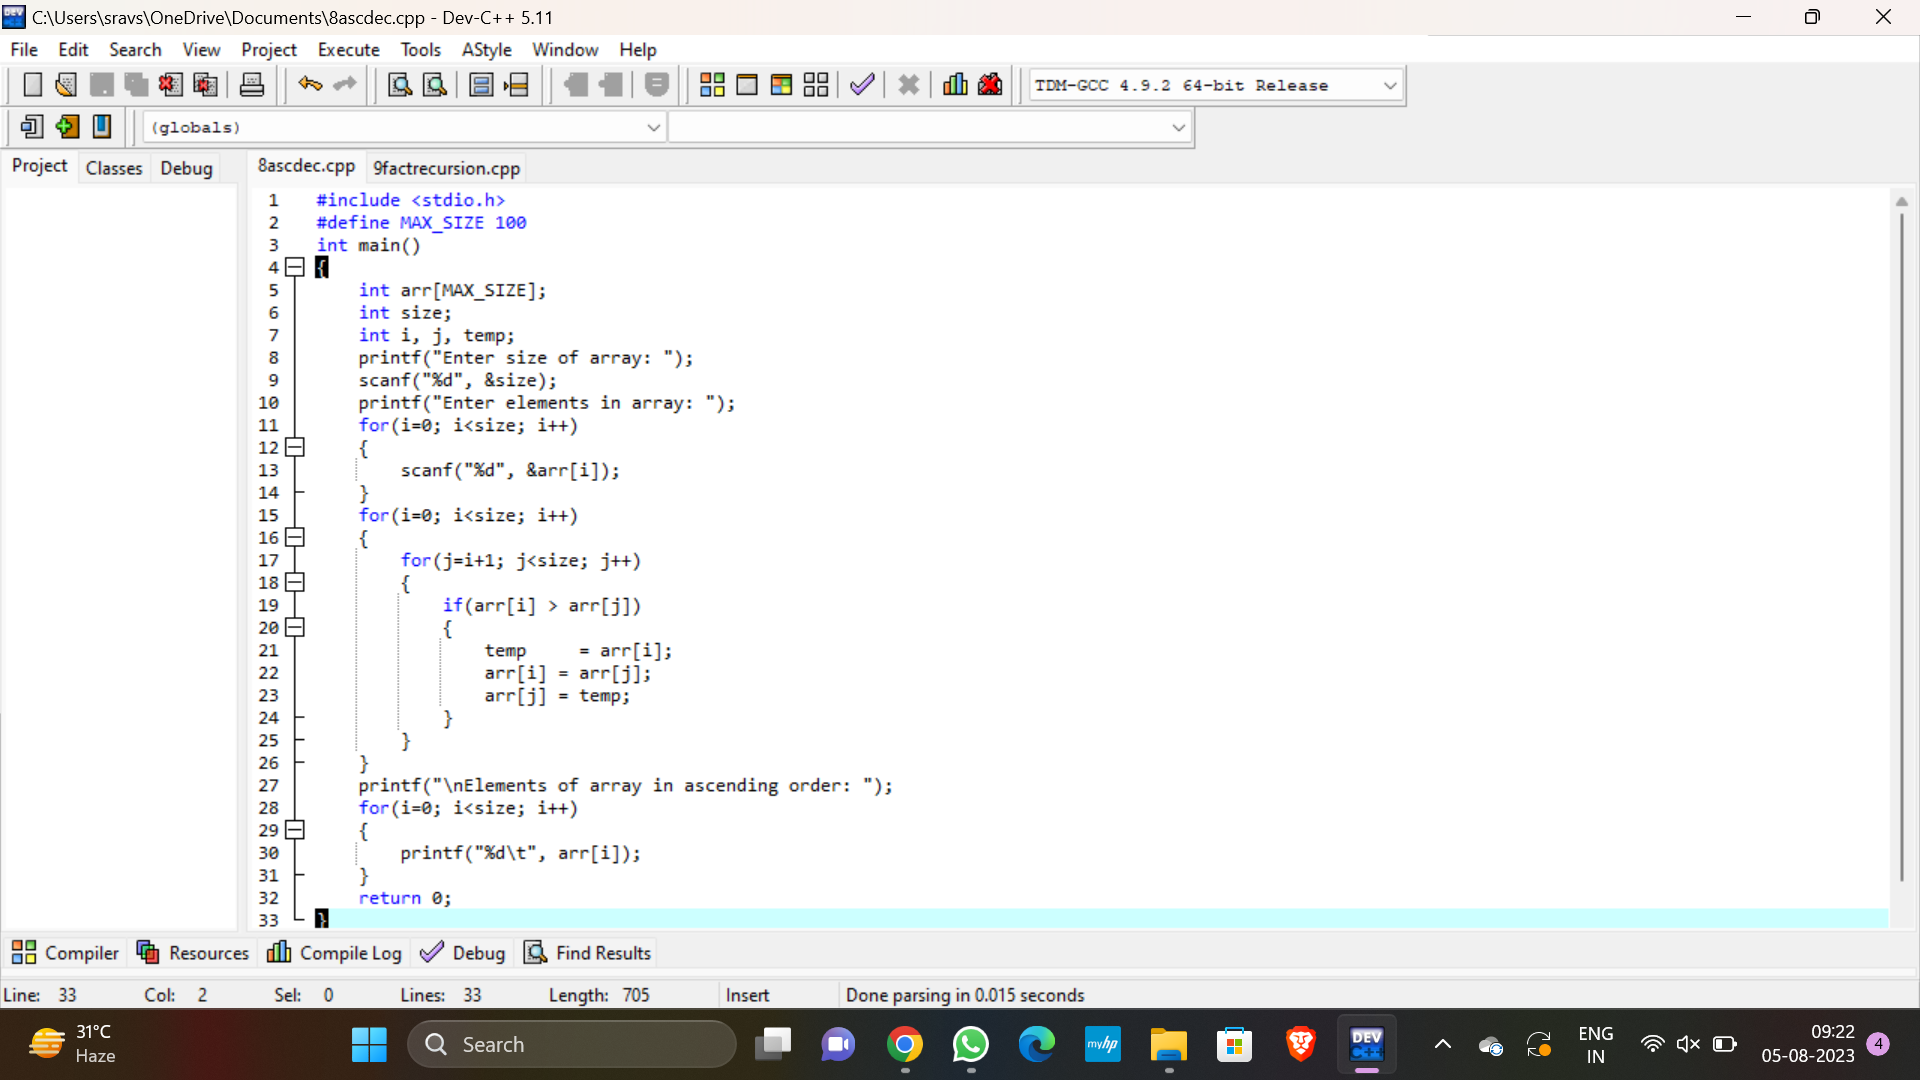 C:\Users\sravs\OneDrive\Documents\8ascdec.cpp - Dev-C++ 5.11
File Edit Search View Project Execute Tools AStyle Window Help
TDM-GCC 4.9.2 64-bit Release
(globals)
Project Classes Debug 8ascdec.cpp 9factrecursion.cpp
1 #include <stdio.h>
2 #define MAX_SIZE 100
3 int main()
4 {
5 int arr[MAX_SIZE];
6 int size;
7 int i, j, temp;
8 printf("Enter size of array: ");
9 scanf("%d", &size);
10 printf("Enter elements in array: ");
11 for(i=0; i<size; i++)
12 {
13 scanf("%d", &arr[i]);
14 }
15 for(i=0; i<size; i++)
16 {
17 for(j=i+1; j<size; j++)
18 {
19 if(arr[i] > arr[j])
20 {
21 temp     = arr[i];
22 arr[i] = arr[j];
23 arr[j] = temp;
24 }
25 }
26 }
27 printf("\nElements of array in ascending order: ");
28 for(i=0; i<size; i++)
29 {
30 printf("%d\t", arr[i]);
31 }
32 return 0;
33 }
Compiler Resources Compile Log Debug Find Results
Line: 33 Col: 2 Sel: 0 Lines: 33 Length: 705 Insert Done parsing in 0.015 seconds
31°C
Haze
Search
myhp
DEV
C++
ENG
IN
09:22
05-08-2023
4